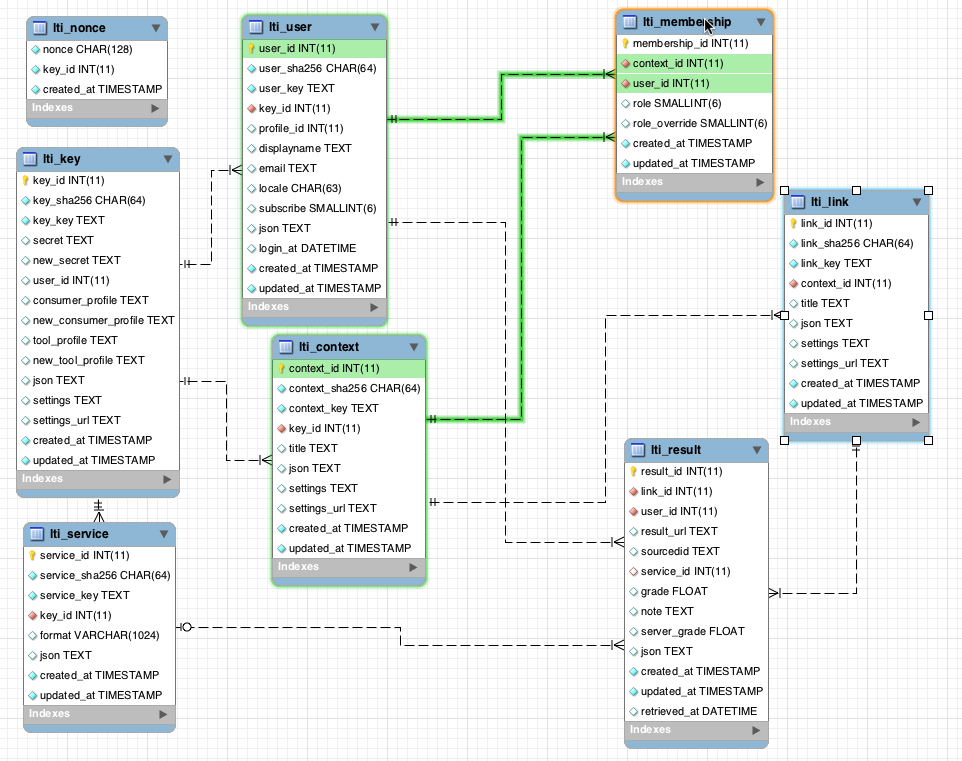 lti_nonce
nonce CHAR(128)
key_id INT(11)
created_at TIMESTAMP
Indexes
lti_user
user_id INT(11)
user_sha256 CHAR(64)
user_key TEXT
key_id INT(11)
profile_id INT(11)
displayname TEXT
email TEXT
locale CHAR(63)
subscribe SMALLINT(6)
json TEXT
login_at DATETIME
created_at TIMESTAMP
updated_at TIMESTAMP
Indexes
lti_membership
membership_id INT(11)
context_id INT(11)
user_id INT(11)
role SMALLINT(6)
role_override SMALLINT(6)
created_at TIMESTAMP
updated_at TIMESTAMP
Indexes
lti_key
key_id INT(11)
key_sha256 CHAR(64)
key_key TEXT
secret TEXT
new_secret TEXT
user_id INT(11)
consumer_profile TEXT
new_consumer_profile TEXT
tool_profile TEXT
new_tool_profile TEXT
json TEXT
settings TEXT
settings_url TEXT
created_at TIMESTAMP
updated_at TIMESTAMP
Indexes
lti_link
link_id INT(11)
link_sha256 CHAR(64)
link_key TEXT
context_id INT(11)
title TEXT
json TEXT
settings TEXT
settings_url TEXT
created_at TIMESTAMP
updated_at TIMESTAMP
Indexes
lti_context
context_id INT(11)
context_sha256 CHAR(64)
context_key TEXT
key_id INT(11)
title TEXT
json TEXT
settings TEXT
settings_url TEXT
created_at TIMESTAMP
updated_at TIMESTAMP
Indexes
lti_result
result_id INT(11)
link_id INT(11)
user_id INT(11)
result_url TEXT
sourcedid TEXT
service_id INT(11)
grade FLOAT
note TEXT
server_grade FLOAT
json TEXT
created_at TIMESTAMP
updated_at TIMESTAMP
retrieved_at DATETIME
Indexes
lti_service
service_id INT(11)
service_sha256 CHAR(64)
service_key TEXT
key_id INT(11)
format VARCHAR(1024)
json TEXT
created_at TIMESTAMP
updated_at TIMESTAMP
Indexes